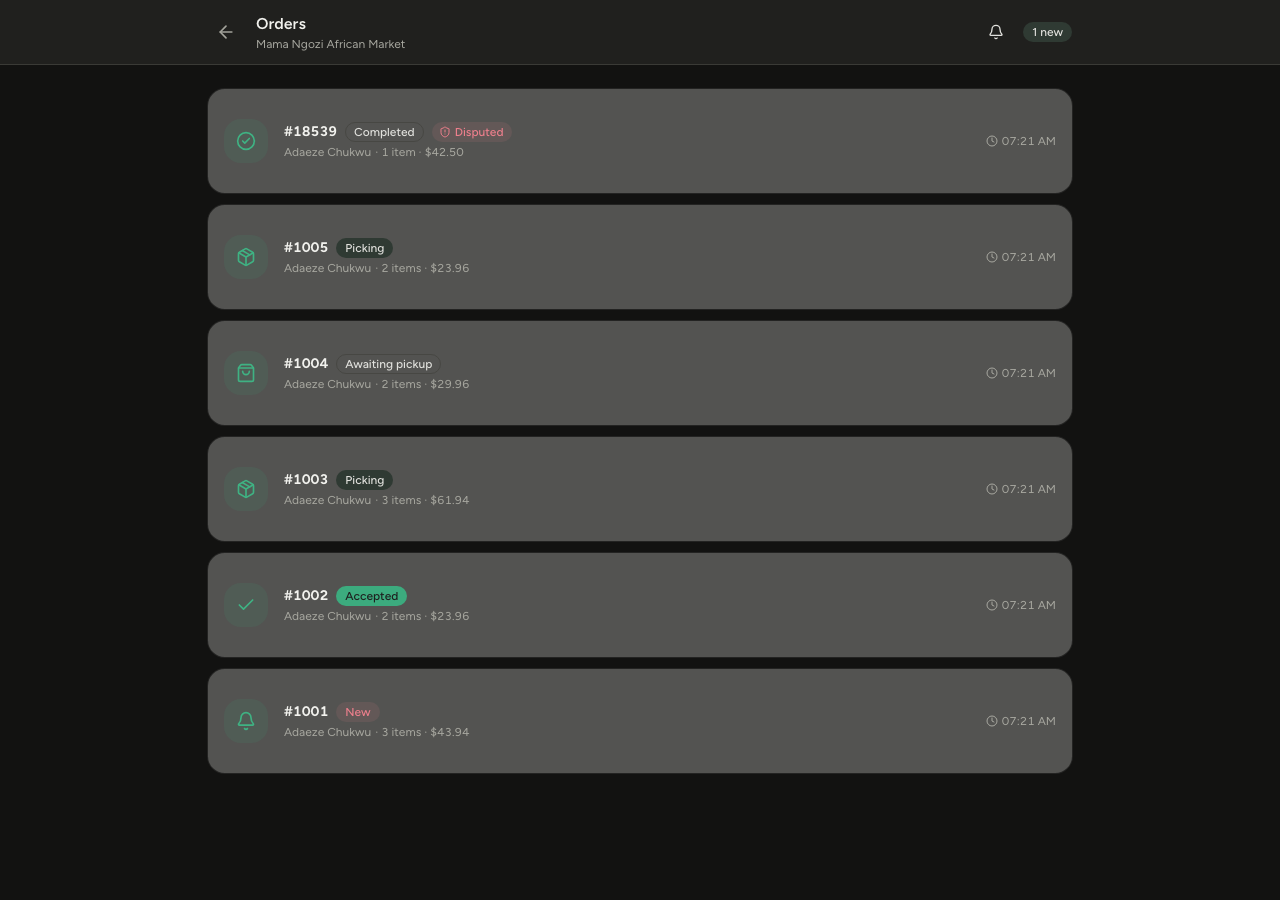 Orders
Mama Ngozi African Market
1 new
#18539 Completed Disputed
Adaeze Chukwu · 1 item · $42.50
07:21 AM
#1005 Picking
Adaeze Chukwu · 2 items · $23.96
07:21 AM
#1004 Awaiting pickup
Adaeze Chukwu · 2 items · $29.96
07:21 AM
#1003 Picking
Adaeze Chukwu · 3 items · $61.94
07:21 AM
#1002 Accepted
Adaeze Chukwu · 2 items · $23.96
07:21 AM
#1001 New
Adaeze Chukwu · 3 items · $43.94
07:21 AM